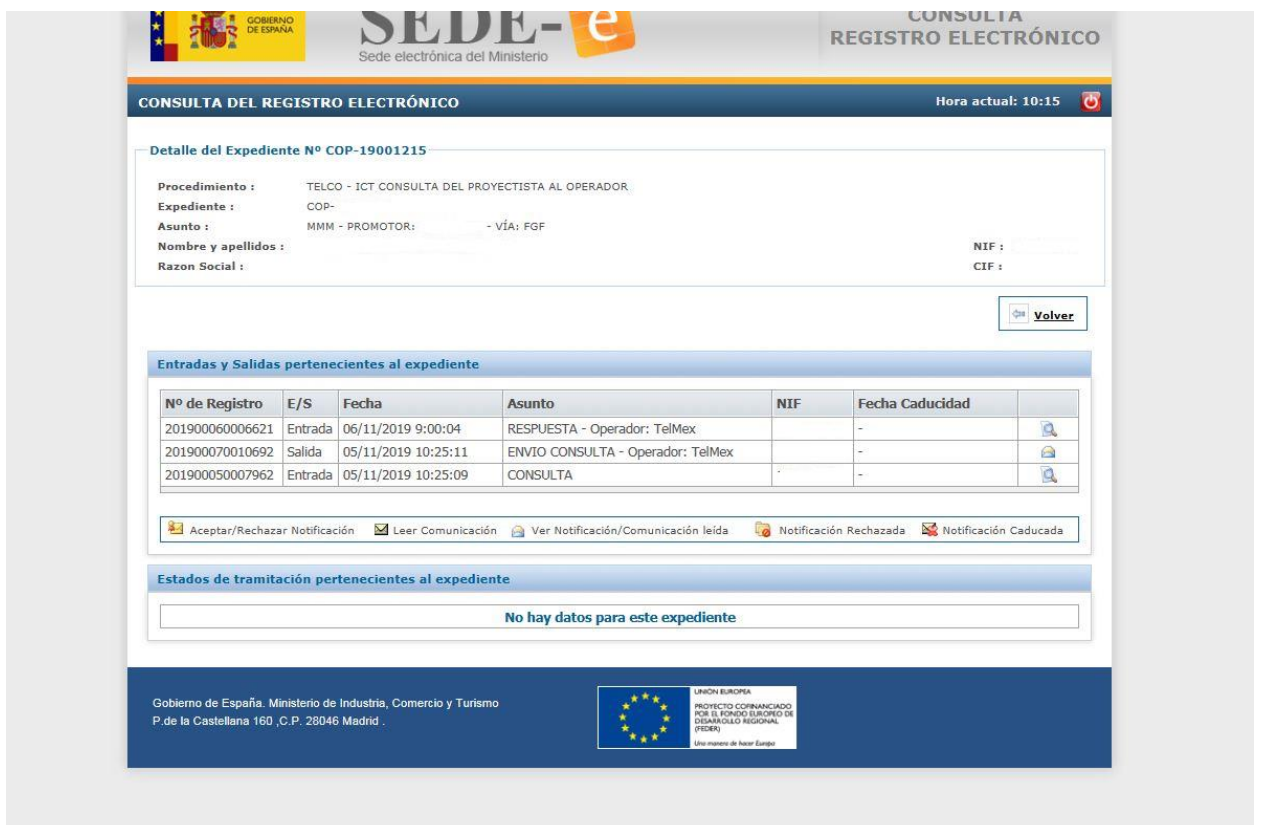 GOBIERNO
DE ESPAÑA
SEDE-e
Sede electrónica del Ministerio
CONSULTA
REGISTRO ELECTRÓNICO
CONSULTA DEL REGISTRO ELECTRÓNICO Hora actual: 10:15
Detalle del Expediente Nº COP-19001215
Procedimiento : TELCO - ICT CONSULTA DEL PROYECTISTA AL OPERADOR
Expediente : COP-
Asunto : MMM - PROMOTOR: - VÍA: FGF
Nombre y apellidos : NIF :
Razon Social : CIF :
Volver
Entradas y Salidas pertenecientes al expediente
Nº de Registro E/S Fecha Asunto NIF Fecha Caducidad
201900060006621 Entrada 06/11/2019 9:00:04 RESPUESTA - Operador: TelMex -
201900070010692 Salida 05/11/2019 10:25:11 ENVIO CONSULTA - Operador: TelMex -
201900050007962 Entrada 05/11/2019 10:25:09 CONSULTA -
Aceptar/Rechazar Notificación Leer Comunicación Ver Notificación/Comunicación leída Notificación Rechazada Notificación Caducada
Estados de tramitación pertenecientes al expediente
No hay datos para este expediente
Gobierno de España. Ministerio de Industria, Comercio y Turismo
P.de la Castellana 160 ,C.P. 28046 Madrid .
UNIÓN EUROPEA
PROYECTO COFINANCIADO
POR EL FONDO EUROPEO DE
DESARROLLO REGIONAL
(FEDER)
Una manera de hacer Europa